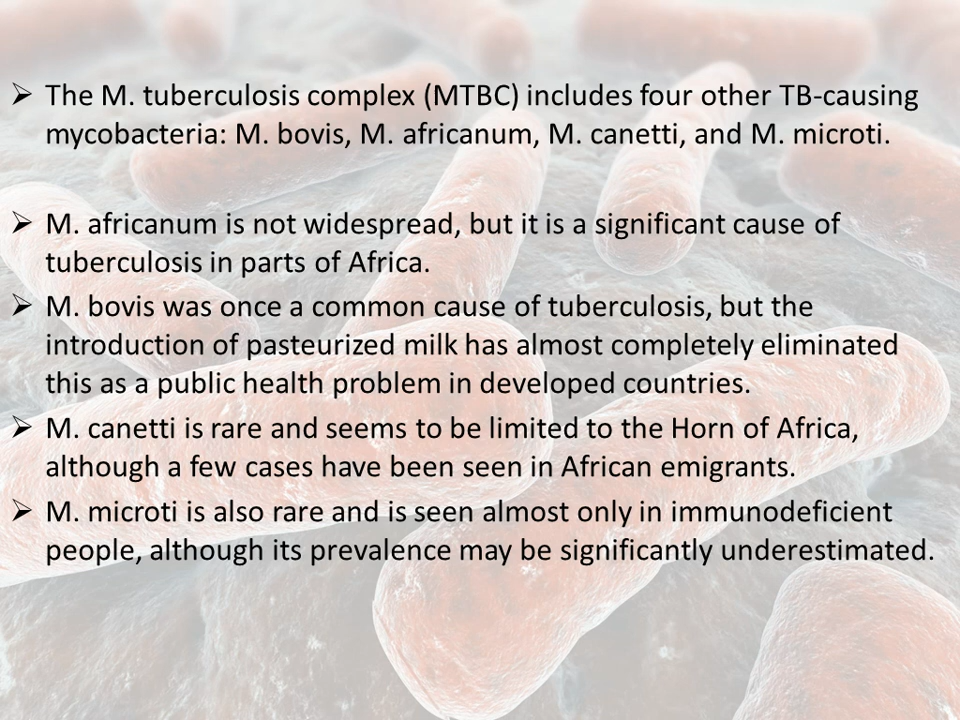 ➢ The M. tuberculosis complex (MTBC) includes four other TB-causing
mycobacteria: M. bovis, M. africanum, M. canetti, and M. microti.
➢ M. africanum is not widespread, but it is a significant cause of
tuberculosis in parts of Africa.
➢ M. bovis was once a common cause of tuberculosis, but the
introduction of pasteurized milk has almost completely eliminated
this as a public health problem in developed countries.
➢ M. canetti is rare and seems to be limited to the Horn of Africa,
although a few cases have been seen in African emigrants.
➢ M. microti is also rare and is seen almost only in immunodeficient
people, although its prevalence may be significantly underestimated.